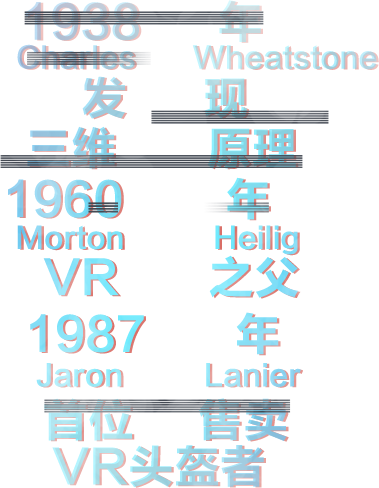 1938 年
Charles Wheatstone
发 现
三维 原理
1960 年
Morton Heilig
VR 之父
1987 年
Jaron Lanier
首位 售卖
VR头盔者